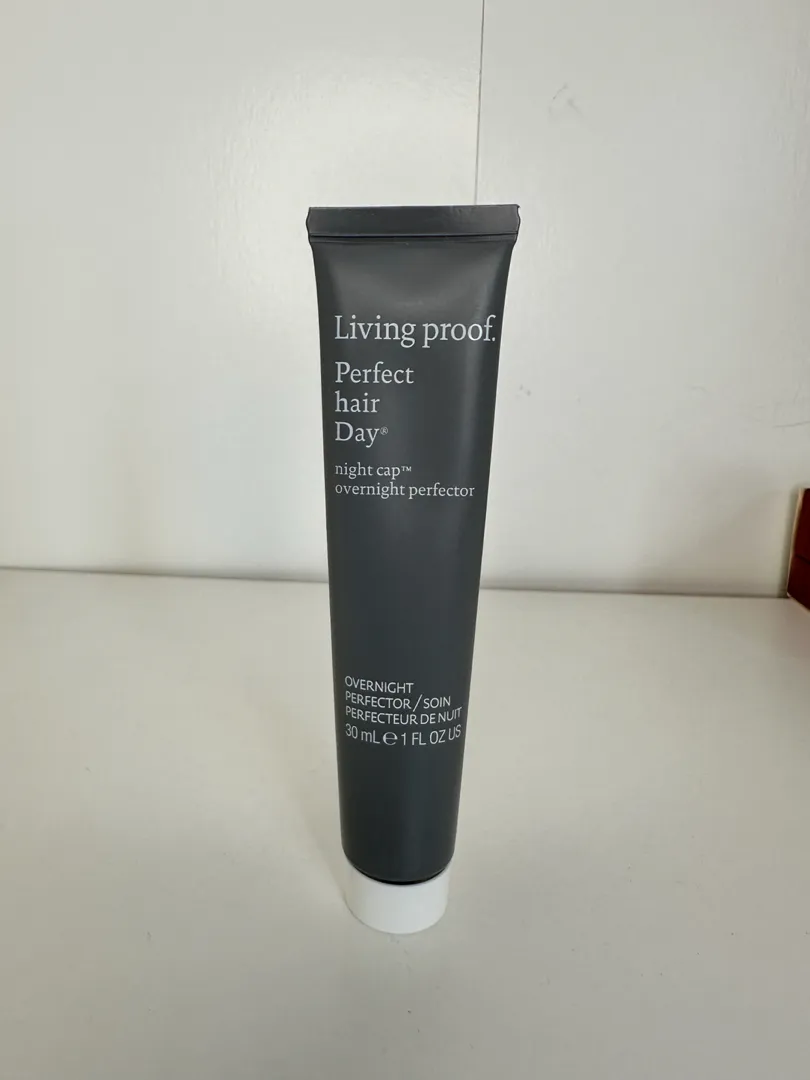 Living proof.
Perfect
hair
Day®
night cap™
overnight perfector
OVERNIGHT
PERFECTOR/SOIN
PERFECTEUR DE NUIT
30 mL ℮ 1 FL OZ US